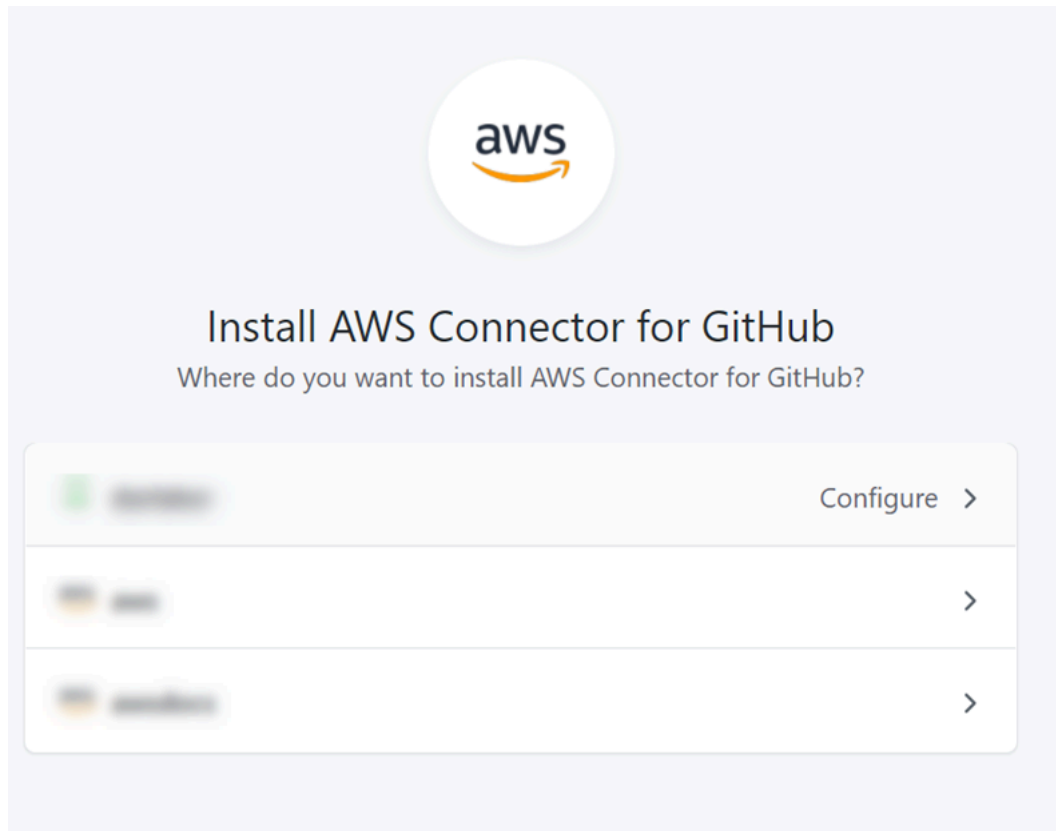 aws
Install AWS Connector for GitHub
Where do you want to install AWS Connector for GitHub?
Configure